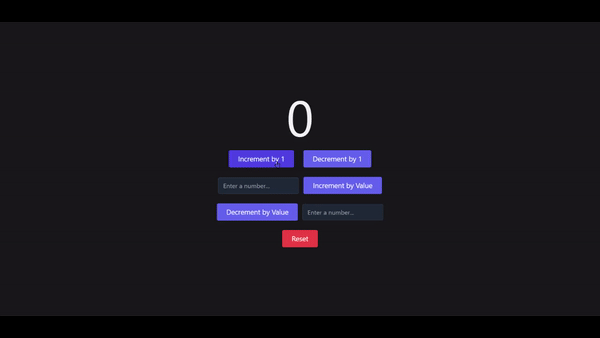 0
Increment by 1 Decrement by 1
Enter a number... Increment by Value
Decrement by Value Enter a number...
Reset